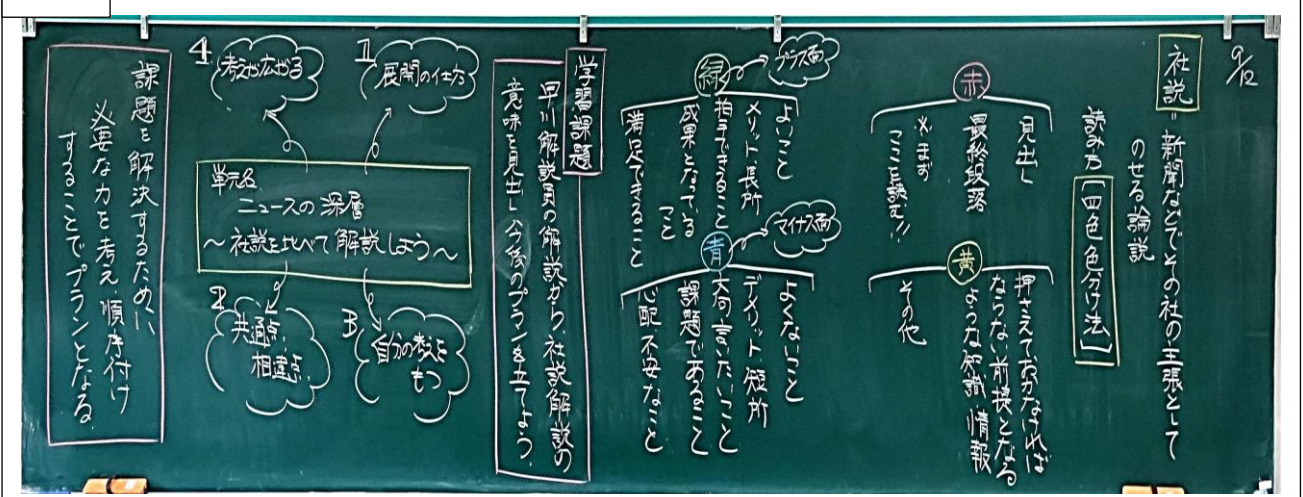 9/12
社説=新聞などでその社の主張として
のせる論説
読み方【四色色分け法】
赤
見出し
最終段落
※まず
ここを読む!!
黄
押さえておかなければ
ならない前提となる
ような知識 情報
その他
緑
プラス面
よいこと
メリット、長所
拍手できること
成果となっている
こと
満足できること
青
マイナス面
よくないこと
デメリット、短所
一言言いたいこと
課題であること
心配 不安なこと
学習課題
早川解説員の解説から、社説解説の
意味を見出し今後のプランを立てよう。
1
展開の仕方
4
考えが広がる
単元名
ニュースの深層
〜社説を比べて解説しよう〜
2
共通点、
相違点、
3
自分の考えを
もつ
課題を解決するために、
必要な力を考え、順序付け
することでプランとなる。